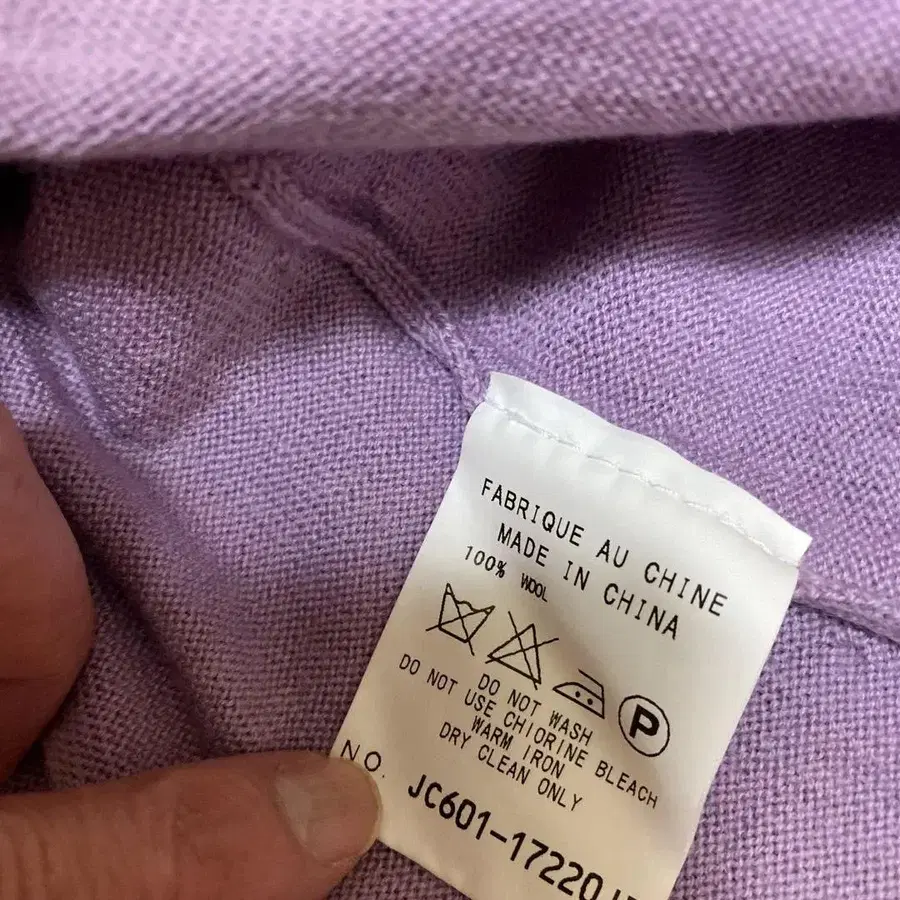 FABRIQUE AU CHINE
MADE IN CHINA
100% WOOL
P
DO NOT WASH
DO NOT USE CHIORINE BLEACH
WARM IRON
DRY CLEAN ONLY
NO.
JC601-17220